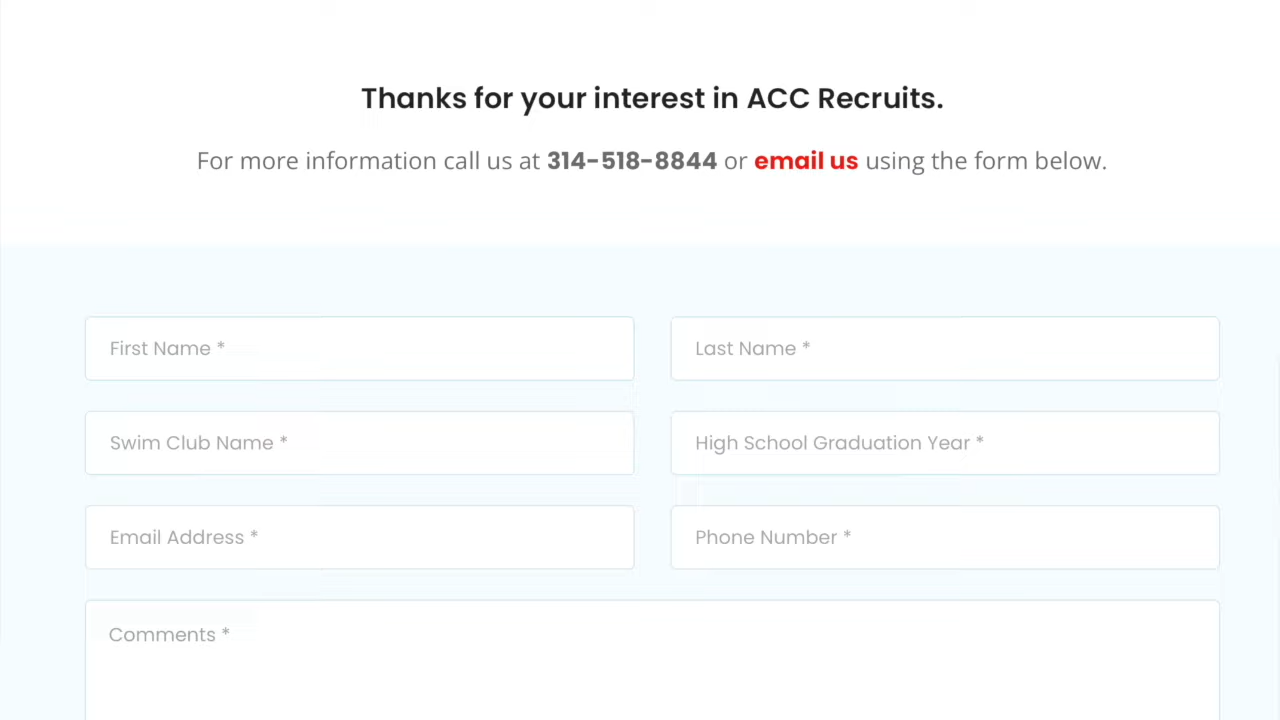 Thanks for your interest in ACC Recruits.
For more information call us at 314-518-8844 or email us using the form below.
First Name *
Last Name *
Swim Club Name *
High School Graduation Year *
Email Address *
Phone Number *
Comments *